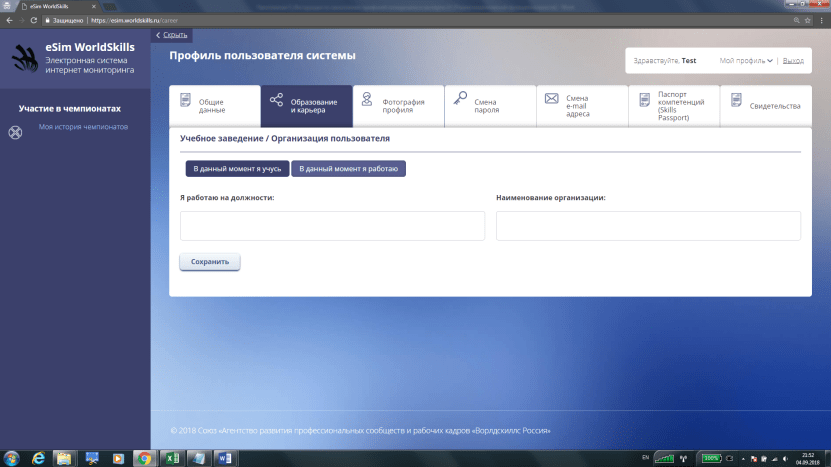 eSim WorldSkills
Защищено | https://esim.worldskills.ru/career
eSim WorldSkills
Электронная система
интернет мониторинга
Участие в чемпионатах
Моя история чемпионатов
Скрыть
Профиль пользователя системы
Здравствуйте, Test
Мой профиль
Выход
Общие
данные
Образование
и карьера
Фотография
профиля
Смена
пароля
Смена
e-mail
адреса
Паспорт
компетенций
(Skills
Passport)
Свидетельства
Учебное заведение / Организация пользователя
В данный момент я учусь
В данный момент я работаю
Я работаю на должности:
Наименование организации:
Сохранить
© 2018 Союз «Агентство развития профессиональных сообществ и рабочих кадров «Ворлдскиллс Россия»
EN
100%
21:52
04.09.2018